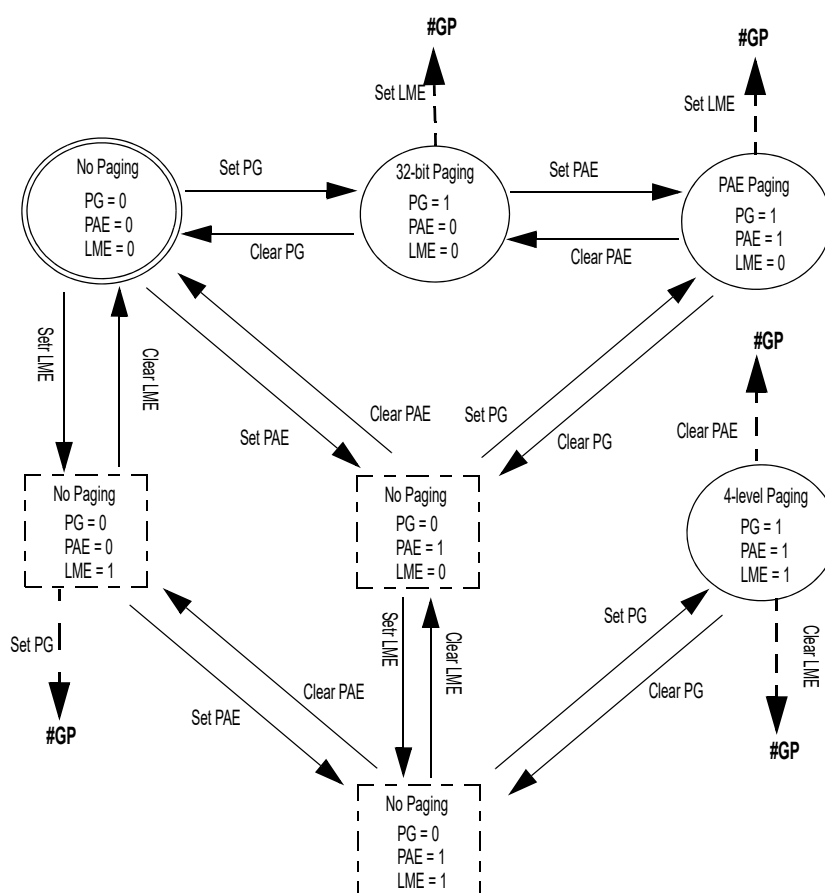 #GP
#GP
Set LME
Set LME
No Paging
PG = 0
PAE = 0
LME = 0
Set PG
Clear PG
32-bit Paging
PG = 1
PAE = 0
LME = 0
Set PAE
Clear PAE
PAE Paging
PG = 1
PAE = 1
LME = 0
Setr LME
Clear LME
Set PAE
Clear PAE
Set PG
Clear PG
#GP
Clear PAE
No Paging
PG = 0
PAE = 0
LME = 1
No Paging
PG = 0
PAE = 1
LME = 0
4-level Paging
PG = 1
PAE = 1
LME = 1
Set PG
#GP
Set PAE
Clear PAE
Setr LME
Clear LME
Set PG
Clear PG
Clear LME
#GP
No Paging
PG = 0
PAE = 1
LME = 1